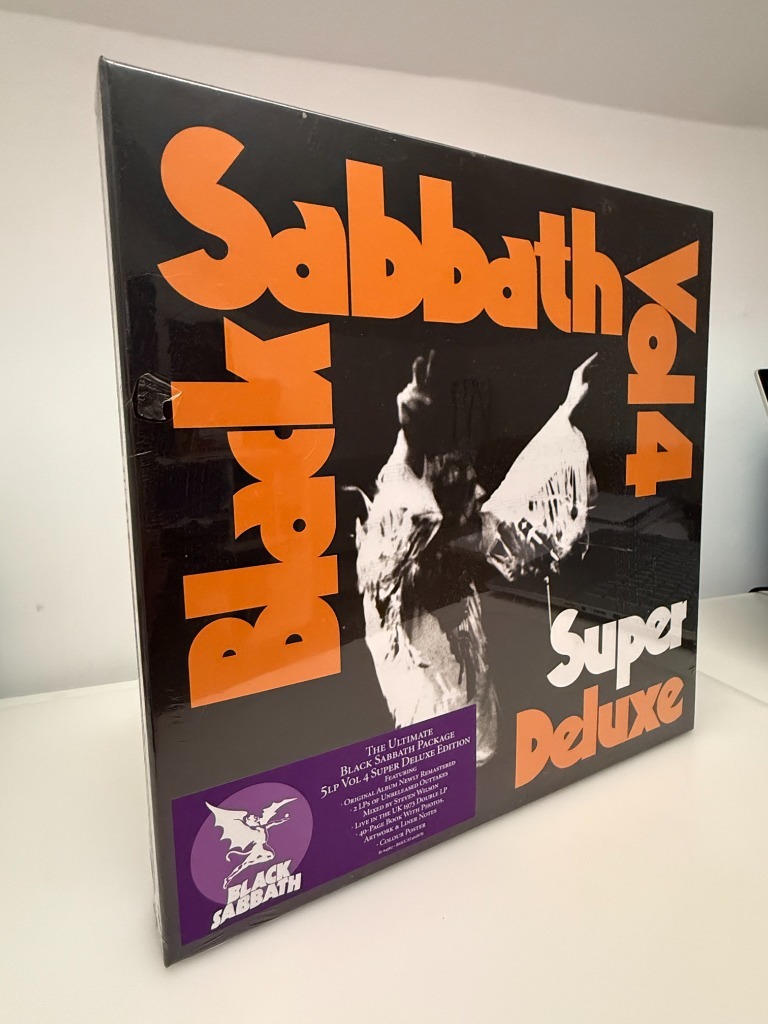 Black
Sabbath
Vol 4
Super
Deluxe
The Ultimate
Black Sabbath Package
5LP Vol 4 Super Deluxe Edition
Featuring
· Original Album Newly Remastered
· 2 LPs of Unreleased Outtakes
Mixed by Steven Wilson
· Live in the UK 1973 Double LP
· 40-Page Book With Photos,
Artwork & Liner Notes
· Colour Poster
BLACK
SABBATH